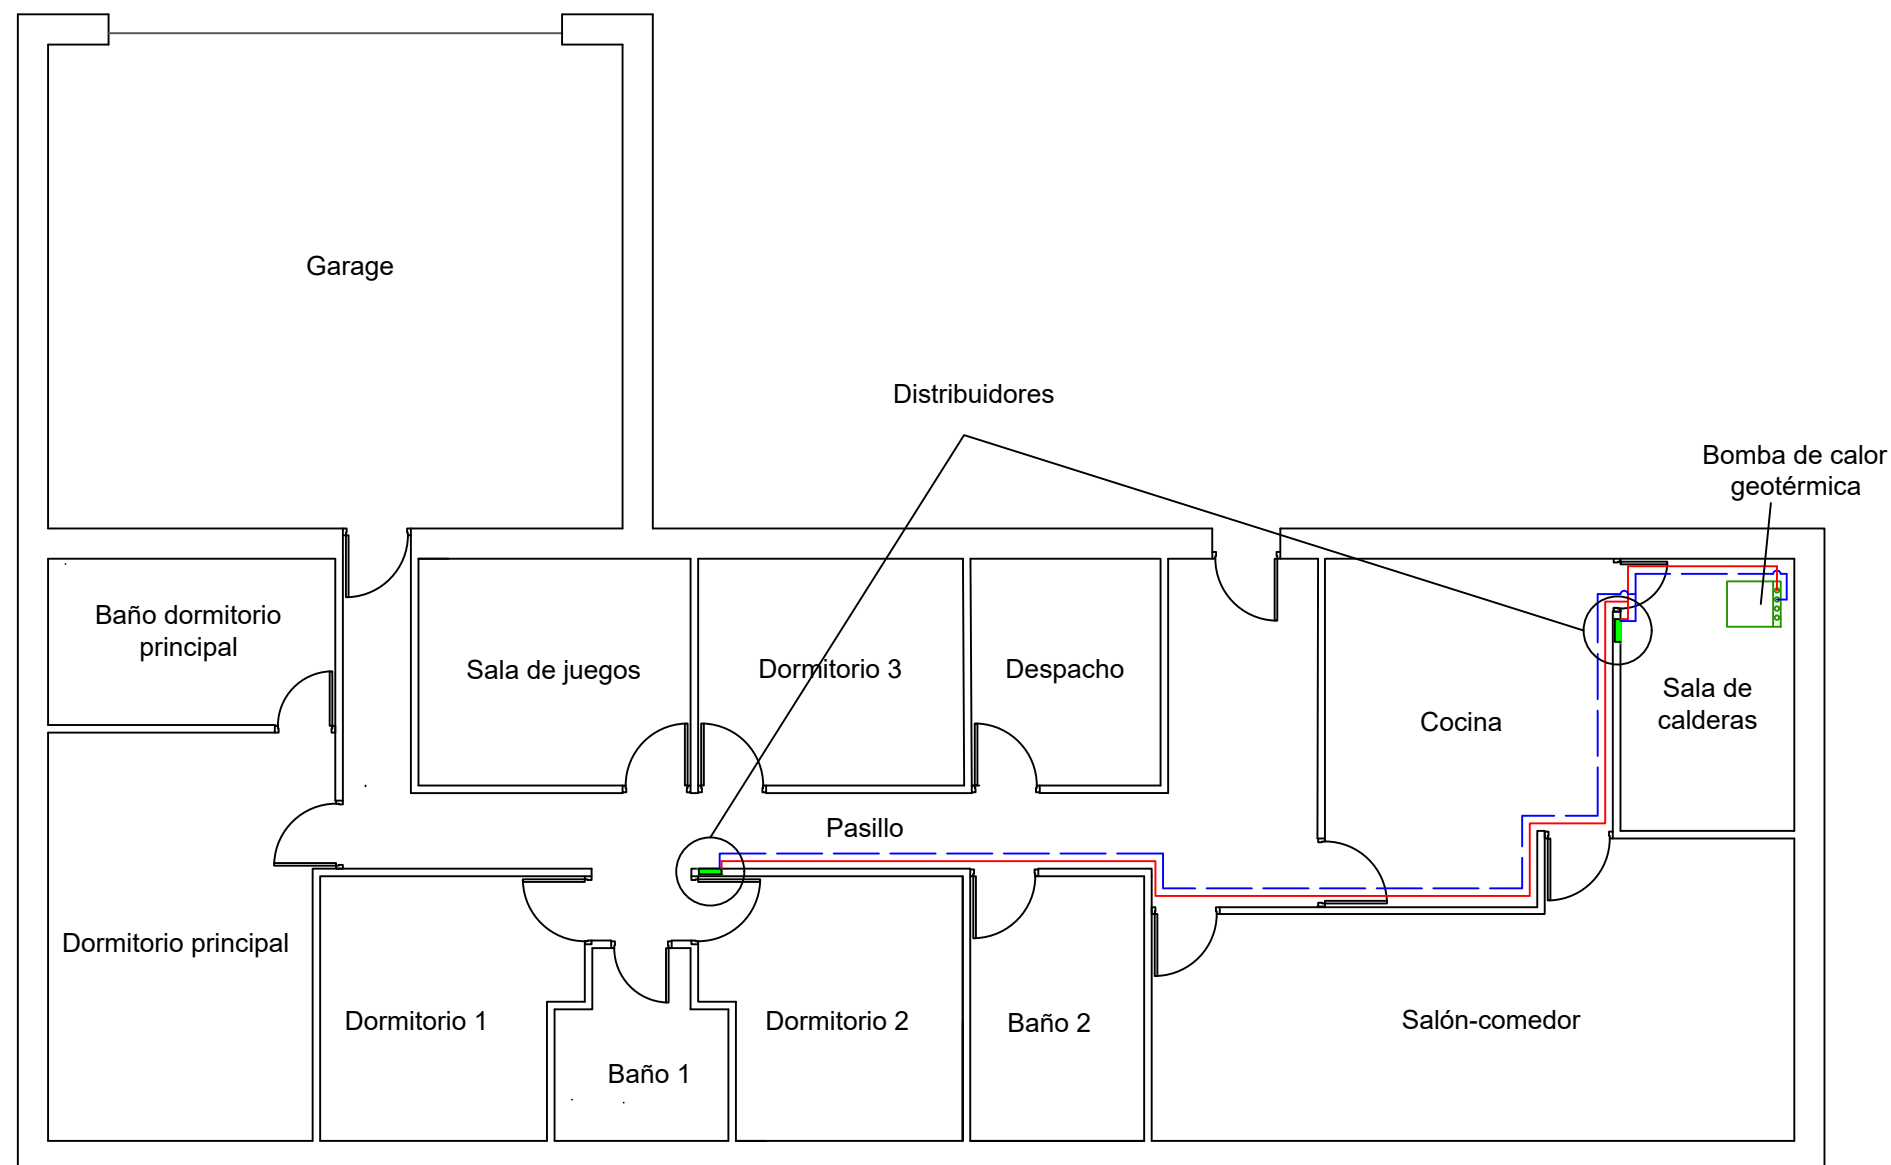 Garage
Distribuidores
Bomba de calor
geotérmica
Baño dormitorio
principal
Sala de juegos
Dormitorio 3
Despacho
Sala de
calderas
Cocina
Pasillo
Dormitorio principal
Dormitorio 1
Dormitorio 2
Baño 2
Salón-comedor
Baño 1